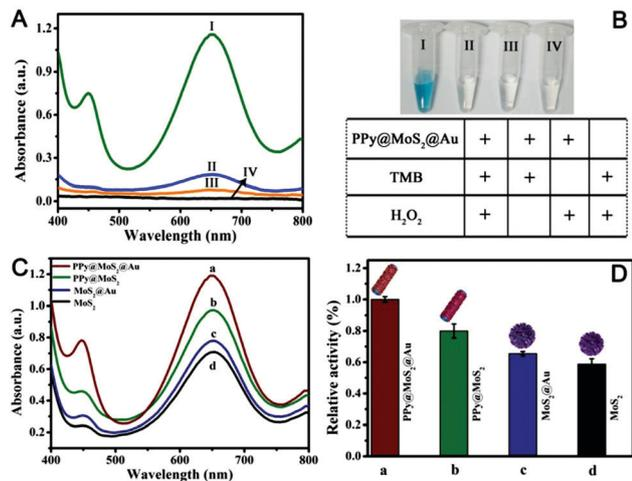 A
I
II
III
IV
Absorbance (a.u.)
1.2
0.9
0.6
0.3
0.0
400 500 600 700 800
Wavelength (nm)
B
I II III IV
PPy@MoS₂@Au + + +
TMB + + +
H₂O₂ + + +
C
PPy@MoS₂@Au
PPy@MoS₂
MoS₂@Au
MoS₂
a
b
c
d
Absorbance (a.u.)
1.2
1.0
0.8
0.6
0.4
0.2
400 500 600 700 800
Wavelength (nm)
D
Relative activity (%)
1.2
1.0
0.8
0.6
0.4
0.2
0.0
PPy@MoS₂@Au
PPy@MoS₂
MoS₂@Au
MoS₂
a b c d